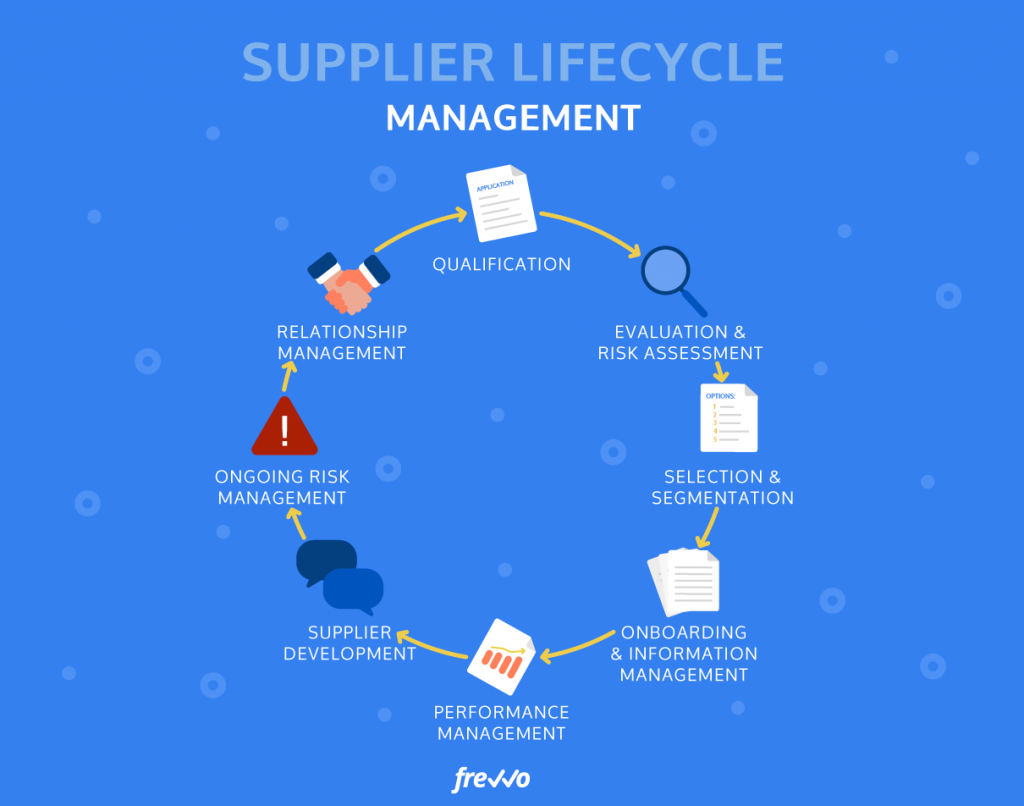 SUPPLIER LIFECYCLE
MANAGEMENT
APPLICATION
QUALIFICATION
EVALUATION &
RISK ASSESSMENT
OPTIONS:
1
2
3
4
5
SELECTION &
SEGMENTATION
ONBOARDING
& INFORMATION
MANAGEMENT
PERFORMANCE
MANAGEMENT
SUPPLIER
DEVELOPMENT
ONGOING RISK
MANAGEMENT
!
RELATIONSHIP
MANAGEMENT
frevvo